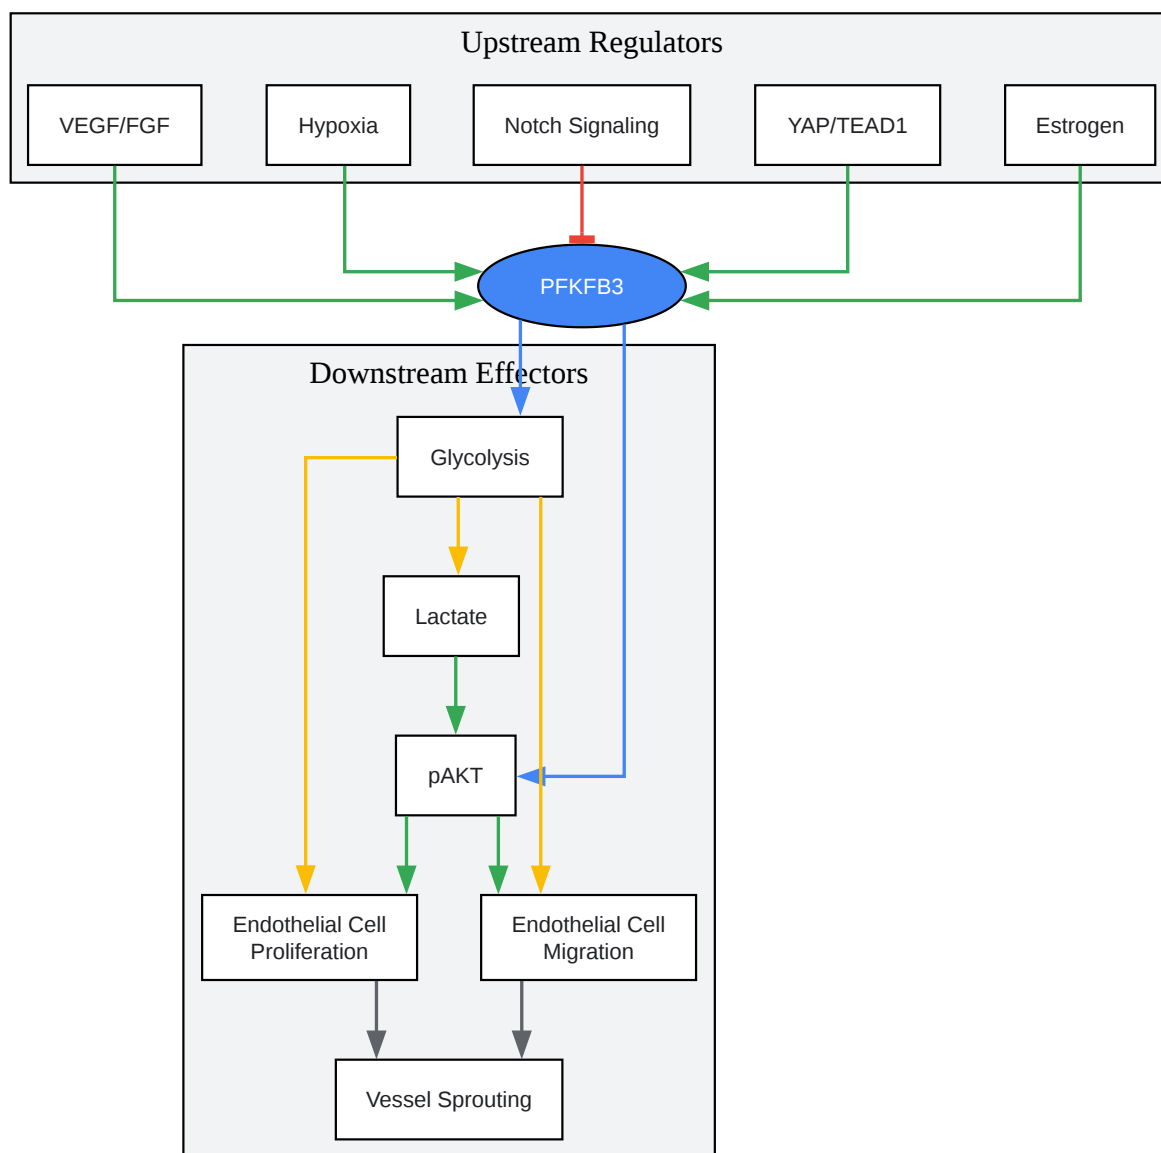 Upstream Regulators
VEGF/FGF
Hypoxia
Notch Signaling
YAP/TEAD1
Estrogen
PFKFB3
Downstream Effectors
Glycolysis
Lactate
pAKT
Endothelial Cell
Proliferation
Endothelial Cell
Migration
Vessel Sprouting